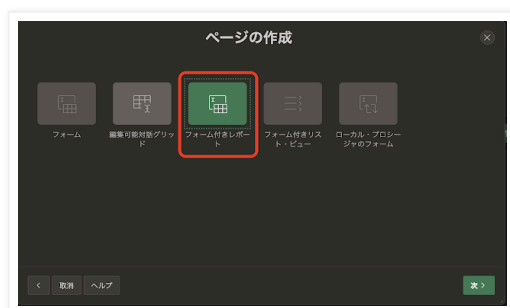 ページの作成
フォーム
編集可能対話グリッ
ド
フォーム付きレポー
ト
フォーム付きリス
ト・ビュー
ローカル・プロシー
ジャのフォーム
取消
ヘルプ
次